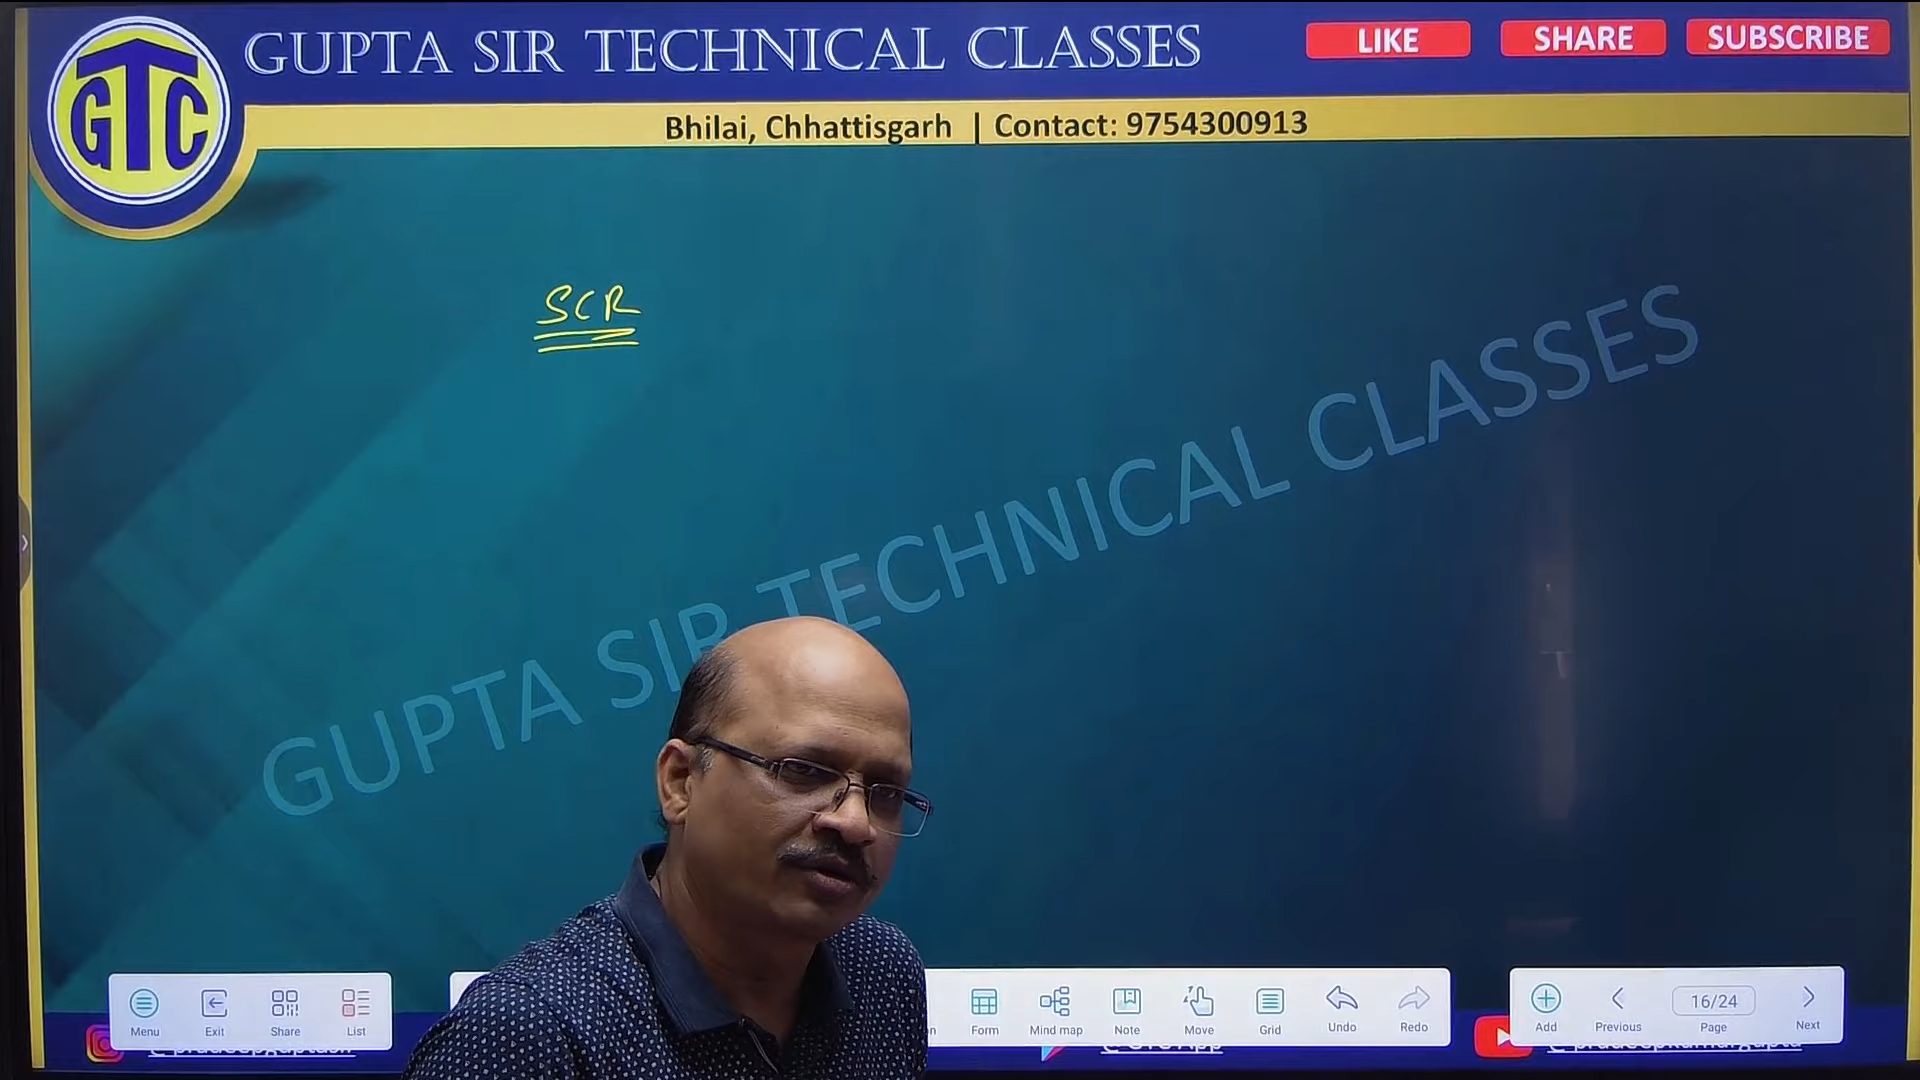 GTC
GUPTA SIR TECHNICAL CLASSES
LIKE
SHARE
SUBSCRIBE
Bhilai, Chhattisgarh | Contact: 9754300913
SCR
GUPTA SIR TECHNICAL CLASSES
Menu
Exit
Share
List
Form
Mind map
Note
Move
Grid
Undo
Redo
Add
Previous
16/24
Page
Next